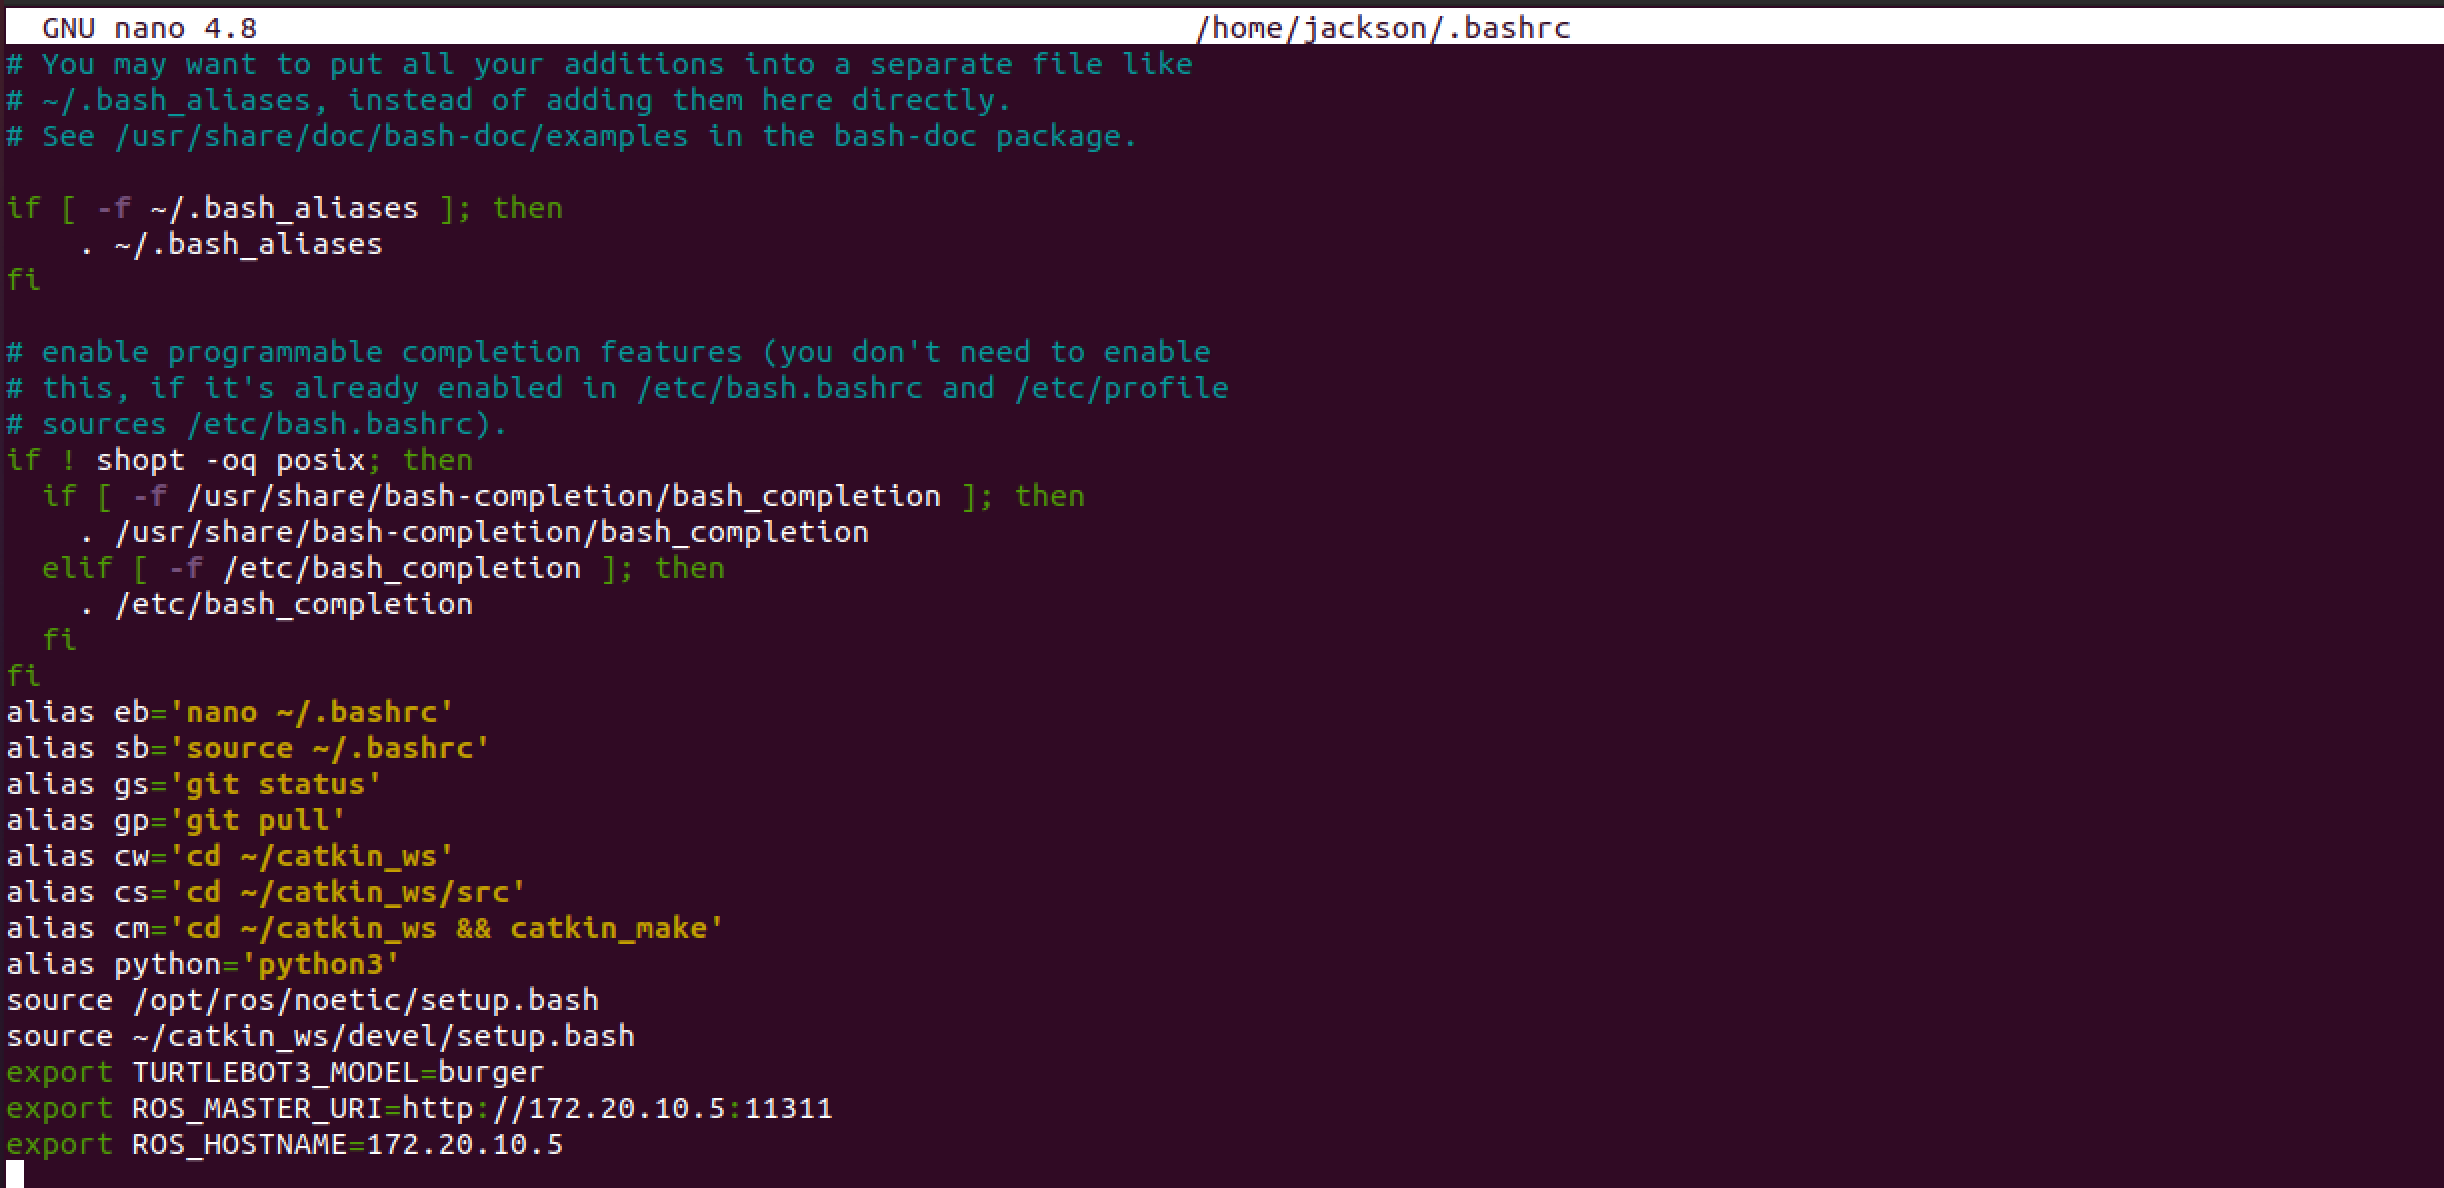 GNU nano 4.8 /home/jackson/.bashrc
# You may want to put all your additions into a separate file like
# ~/.bash_aliases, instead of adding them here directly.
# See /usr/share/doc/bash-doc/examples in the bash-doc package.

if [ -f ~/.bash_aliases ]; then
    . ~/.bash_aliases
fi

# enable programmable completion features (you don't need to enable
# this, if it's already enabled in /etc/bash.bashrc and /etc/profile
# sources /etc/bash.bashrc).
if ! shopt -oq posix; then
  if [ -f /usr/share/bash-completion/bash_completion ]; then
    . /usr/share/bash-completion/bash_completion
  elif [ -f /etc/bash_completion ]; then
    . /etc/bash_completion
  fi
fi
alias eb='nano ~/.bashrc'
alias sb='source ~/.bashrc'
alias gs='git status'
alias gp='git pull'
alias cw='cd ~/catkin_ws'
alias cs='cd ~/catkin_ws/src'
alias cm='cd ~/catkin_ws && catkin_make'
alias python='python3'
source /opt/ros/noetic/setup.bash
source ~/catkin_ws/devel/setup.bash
export TURTLEBOT3_MODEL=burger
export ROS_MASTER_URI=http://172.20.10.5:11311
export ROS_HOSTNAME=172.20.10.5